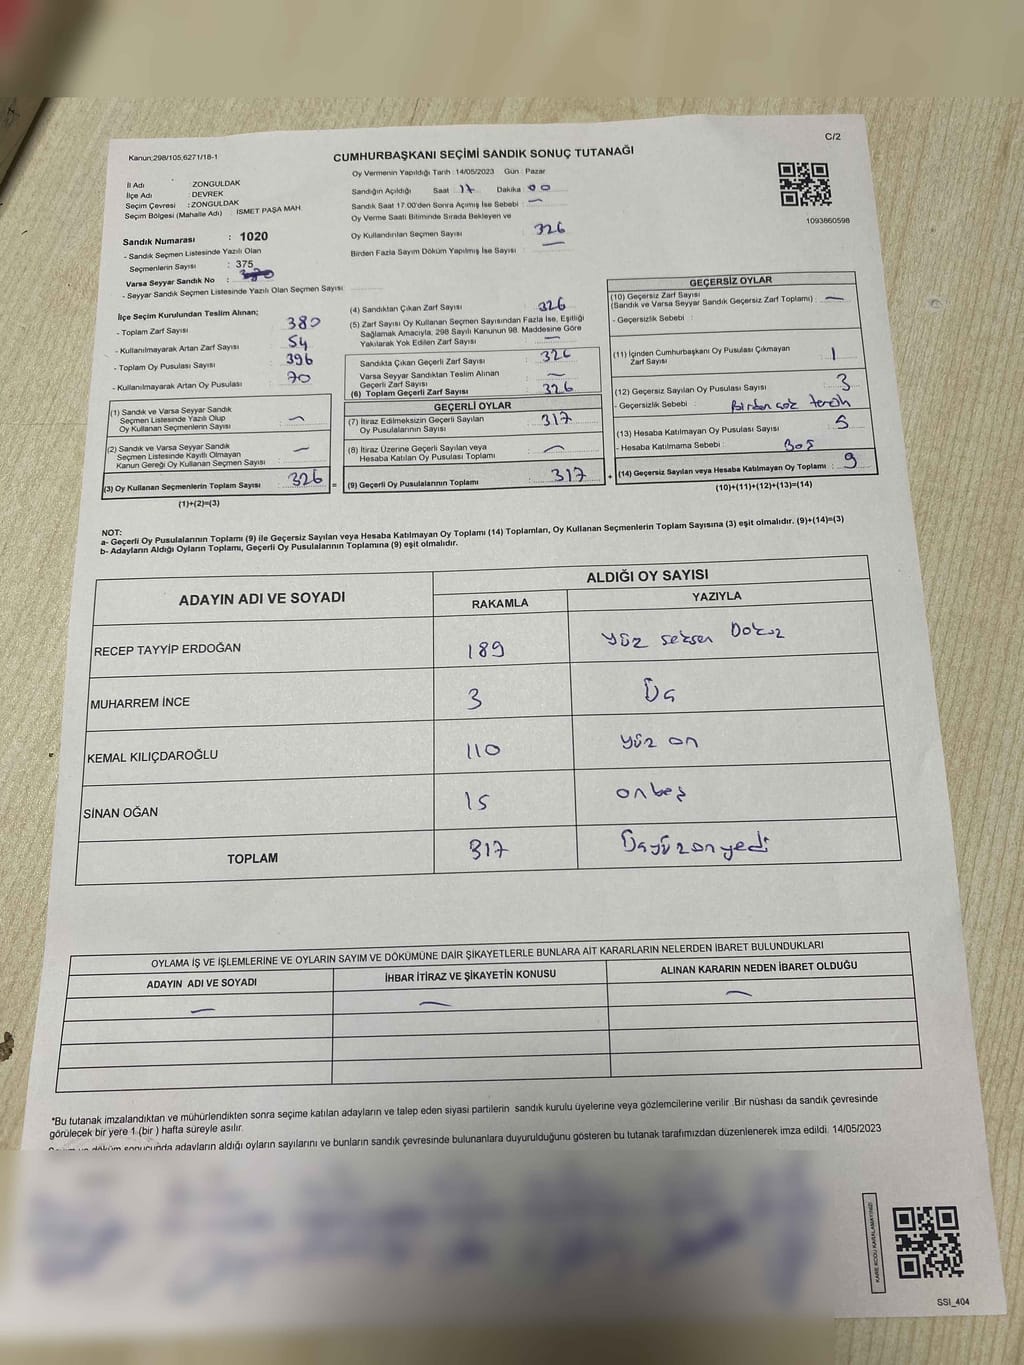 C/2
Kanun;298/105;6271/18-1
CUMHURBAŞKANI SEÇİMİ SANDIK SONUÇ TUTANAĞI
Oy Vermenin Yapıldığı Tarih : 14/05/2023 Gün : Pazar
İl Adı : ZONGULDAK
İlçe Adı : DEVREK
Seçim Çevresi : ZONGULDAK
Seçim Bölgesi (Mahalle Adı) : İSMET PAŞA MAH.
Sandığın Açıldığı Saat 17 Dakika 00
Sandık Saat 17:00'den Sonra Açımış İse Sebebi : —
Oy Verme Saati Bitiminde Sırada Bekleyen ve
Oy Kullandırılan Seçmen Sayısı 326
Birden Fazla Sayım Döküm Yapılmış İse Sayısı : —
1093860598
Sandık Numarası : 1020
- Sandık Seçmen Listesinde Yazılı Olan
Seçmenlerin Sayısı : 375
Varsa Seyyar Sandık No :
- Seyyar Sandık Seçmen Listesinde Yazılı Olan Seçmen Sayısı:
İlçe Seçim Kurulundan Teslim Alınan;
- Toplam Zarf Sayısı 380
- Kullanılmayarak Artan Zarf Sayısı 54
- Toplam Oy Pusulası Sayısı 396
- Kullanılmayarak Artan Oy Pusulası 70
(1) Sandık ve Varsa Seyyar Sandık
Seçmen Listesinde Yazılı Olup
Oy Kullanan Seçmenlerin Sayısı : —
(2) Sandık ve Varsa Seyyar Sandık
Seçmen Listesinde Kayıtlı Olmayan
Kanun Gereği Oy Kullanan Seçmen Sayısı : —
(3) Oy Kullanan Seçmenlerin Toplam Sayısı : 326 =
(1)+(2)=(3)
(4) Sandıktan Çıkan Zarf Sayısı : 326
(5) Zarf Sayısı Oy Kullanan Seçmen Sayısından Fazla İse, Eşitliği
Sağlamak Amacıyla; 298 Sayılı Kanunun 98. Maddesine Göre
Yakılarak Yok Edilen Zarf Sayısı : —
Sandıkta Çıkan Geçerli Zarf Sayısı : 326
Varsa Seyyar Sandıktan Teslim Alınan
Geçerli Zarf Sayısı : —
(6) Toplam Geçerli Zarf Sayısı : 326
GEÇERLİ OYLAR
(7) İtiraz Edilmeksizin Geçerli Sayılan
Oy Pusulalarının Sayısı : 317
(8) İtiraz Üzerine Geçerli Sayılan veya
Hesaba Katılan Oy Pusulası Toplamı : —
(9) Geçerli Oy Pusulalarının Toplamı : 317 +
GEÇERSİZ OYLAR
(10) Geçersiz Zarf Sayısı
(Sandık ve Varsa Seyyar Sandık Geçersiz Zarf Toplamı) : —
- Geçersizlik Sebebi :
(11) İçinden Cumhurbaşkanı Oy Pusulası Çıkmayan
Zarf Sayısı : 1
(12) Geçersiz Sayılan Oy Pusulası Sayısı : 3
- Geçersizlik Sebebi : Birden çok tercih
(13) Hesaba Katılmayan Oy Pusulası Sayısı : 5
- Hesaba Katılmama Sebebi : Boş
(14) Geçersiz Sayılan veya Hesaba Katılmayan Oy Toplamı : 9
(10)+(11)+(12)+(13)=(14)
NOT:
a- Geçerli Oy Pusulalarının Toplamı (9) ile Geçersiz Sayılan veya Hesaba Katılmayan Oy Toplamı (14) Toplamları, Oy Kullanan Seçmenlerin Toplam Sayısına (3) eşit olmalıdır. (9)+(14)=(3)
b- Adayların Aldığı Oyların Toplamı, Geçerli Oy Pusulalarının Toplamına (9) eşit olmalıdır.
ADAYIN ADI VE SOYADI ALDIĞI OY SAYISI
RAKAMLA YAZIYLA
RECEP TAYYİP ERDOĞAN 189 Yüz seksen Dokuz
MUHARREM İNCE 3 Üç
KEMAL KILIÇDAROĞLU 110 Yüz on
SİNAN OĞAN 15 onbeş
TOPLAM 317 Üçyüzonyedi
OYLAMA İŞ VE İŞLEMLERİNE VE OYLARIN SAYIM VE DÖKÜMÜNE DAİR ŞİKAYETLERLE BUNLARA AİT KARARLARIN NELERDEN İBARET BULUNDUKLARI
ADAYIN ADI VE SOYADI İHBAR İTİRAZ VE ŞİKAYETİN KONUSU ALINAN KARARIN NEDEN İBARET OLDUĞU
— — —
*Bu tutanak imzalandıktan ve mühürlendikten sonra seçime katılan adayların ve talep eden siyasi partilerin sandık kurulu üyelerine veya gözlemcilerine verilir. Bir nüshası da sandık çevresinde
görülecek bir yere 1 (bir) hafta süreyle asılır.
döküm sonucunda adayların aldığı oyların sayılarını ve bunların sandık çevresinde bulunanlara duyurulduğunu gösteren bu tutanak tarafımızdan düzenlenerek imza edildi. 14/05/2023
KARE KODU KARALAMAYINIZ!
SSI_404